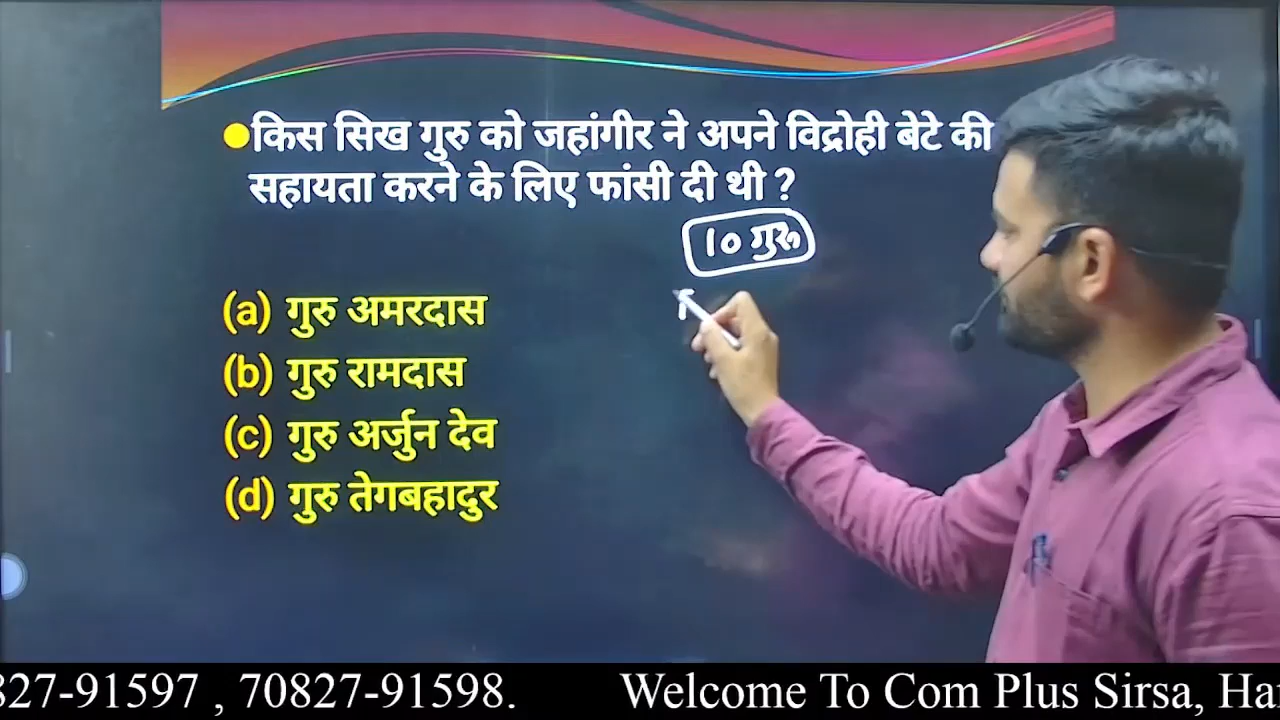 किस सिख गुरु को जहांगीर ने अपने विद्रोही बेटे की
सहायता करने के लिए फांसी दी थी ?
10 गुरू
(a) गुरु अमरदास
(b) गुरु रामदास
(c) गुरु अर्जुन देव
(d) गुरु तेगबहादुर
827-91597 , 70827-91598. Welcome To Com Plus Sirsa, Har